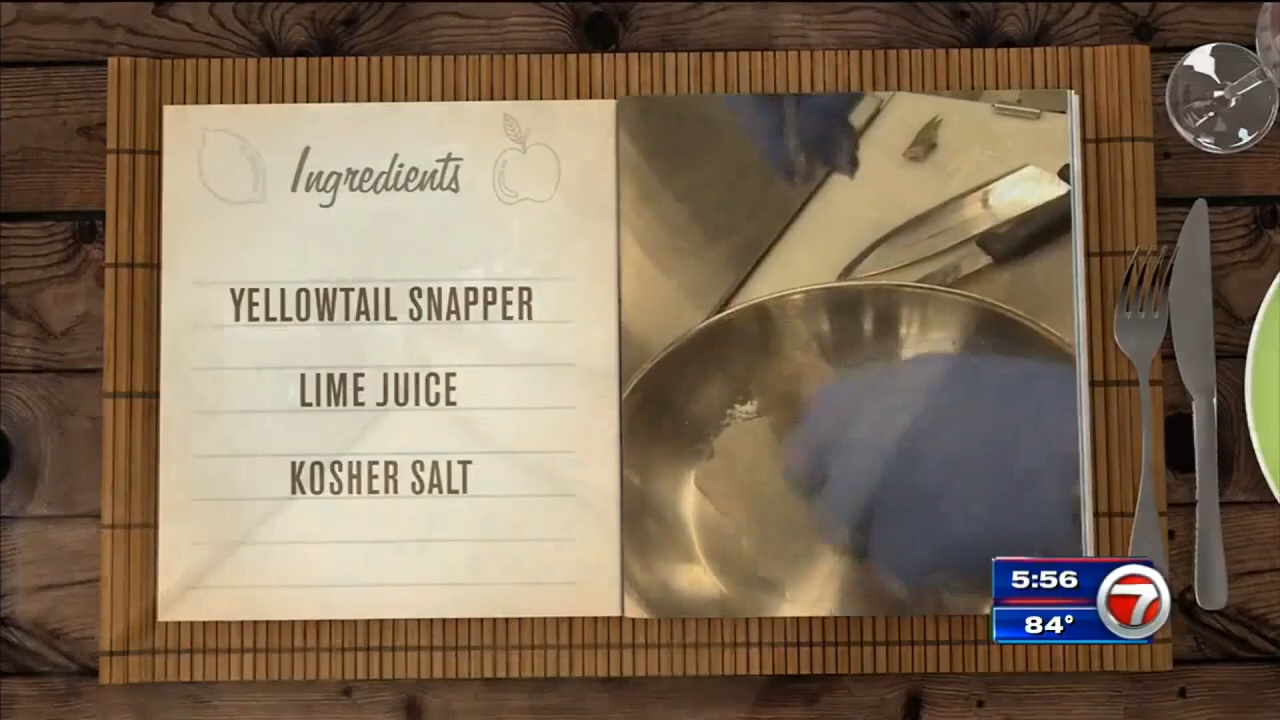 Ingredients
YELLOWTAIL SNAPPER
LIME JUICE
KOSHER SALT
5:56
84°
7